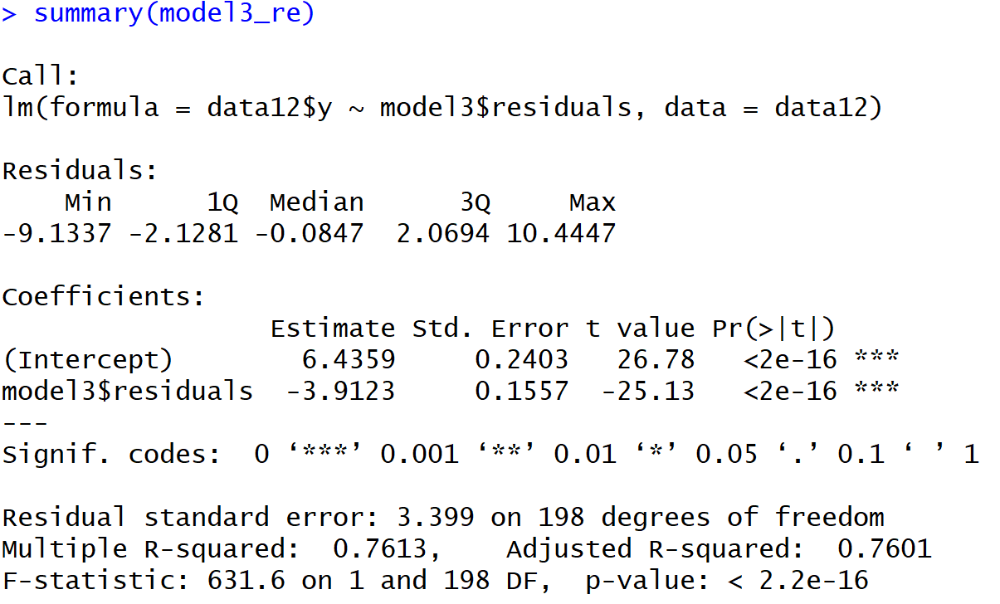 > summary(model3_re)
Call:
lm(formula = data12$y ~ model3$residuals, data = data12)
Residuals:
    Min      1Q  Median      3Q     Max
-9.1337 -2.1281 -0.0847  2.0694 10.4447
Coefficients:
                 Estimate Std. Error t value Pr(>|t|)
(Intercept)        6.4359     0.2403   26.78   <2e-16 ***
model3$residuals  -3.9123     0.1557  -25.13   <2e-16 ***
---
Signif. codes:  0 ‘***’ 0.001 ‘**’ 0.01 ‘*’ 0.05 ‘.’ 0.1 ‘ ’ 1
Residual standard error: 3.399 on 198 degrees of freedom
Multiple R-squared:  0.7613,    Adjusted R-squared:  0.7601
F-statistic: 631.6 on 1 and 198 DF,  p-value: < 2.2e-16